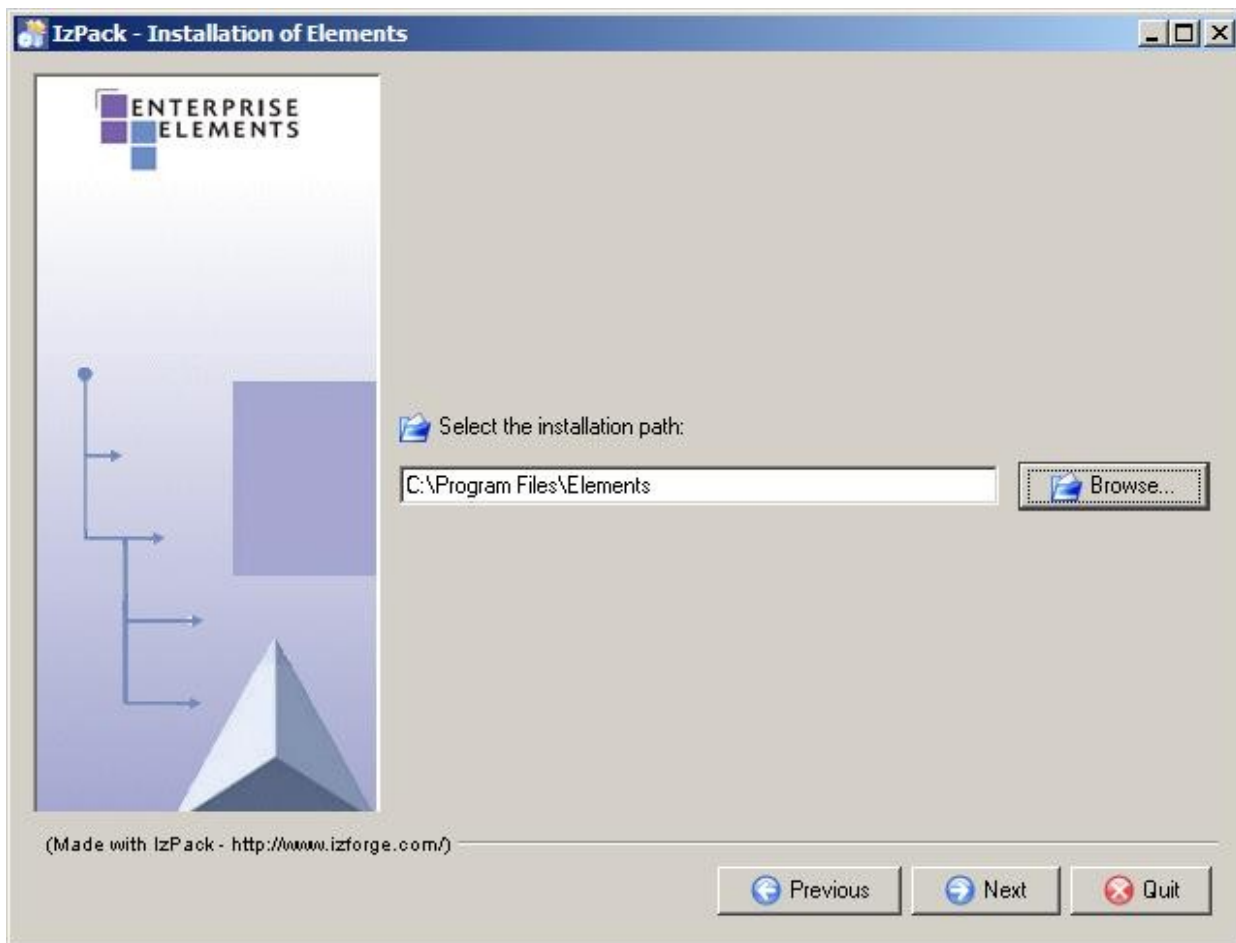 IzPack - Installation of Elements
ENTERPRISE
ELEMENTS
Select the installation path:
C:\Program Files\Elements
Browse...
(Made with IzPack - http://www.izforge.com/)
Previous
Next
Quit